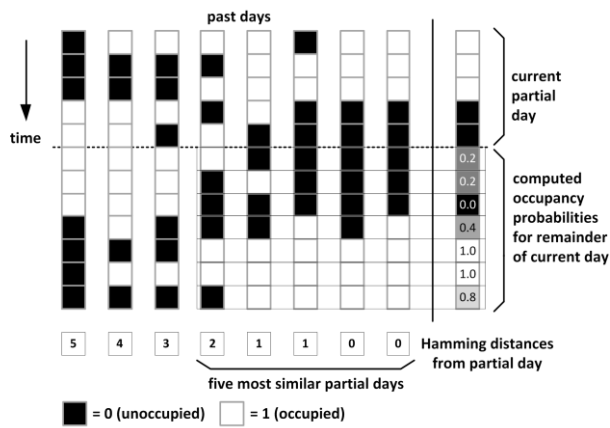 past days
time
current
partial
day
0.2
0.2
0.0
0.4
1.0
1.0
0.8
computed
occupancy
probabilities
for remainder
of current day
5 4 3 2 1 1 0 0
Hamming distances
from partial day
five most similar partial days
= 0 (unoccupied) = 1 (occupied)